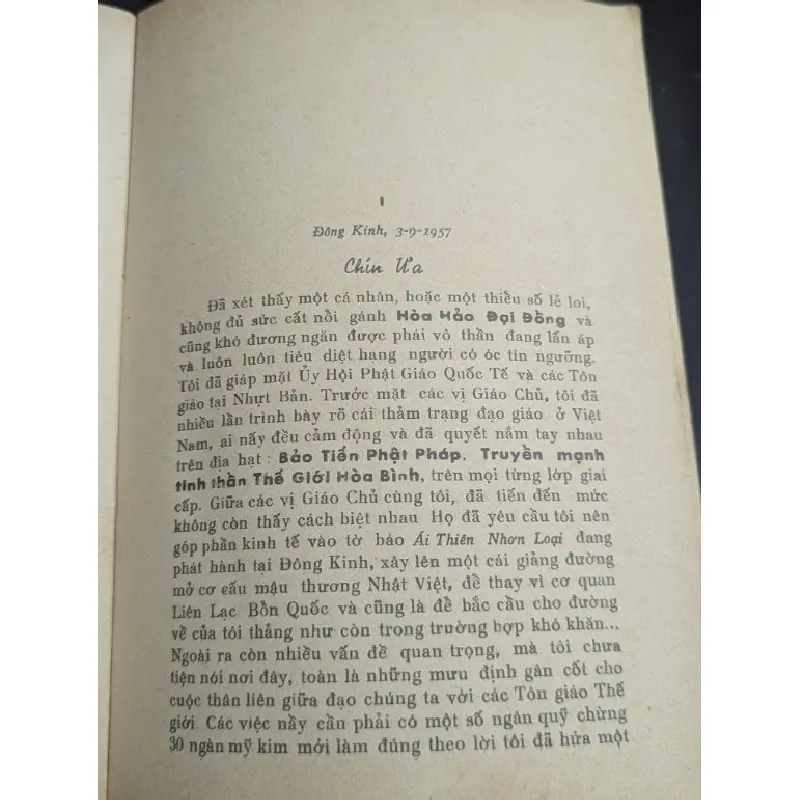 I
Đông Kinh, 3-9-1957
Chín Ưa
Đã xét thấy một cá nhân, hoặc một thiểu số lẻ loi,
không đủ sức cất nổi gánh Hòa Hảo Đại Đồng và
cũng khó đương ngăn được phái vô thần đang lấn áp
và luôn luôn tiêu diệt hạng người có óc tín ngưỡng.
Tôi đã giáp mặt Ủy Hội Phật Giáo Quốc Tế và các Tôn
giáo tại Nhựt Bản. Trước mặt các vị Giáo Chủ, tôi đã
nhiều lần trình bày rõ cái thảm trạng đạo giáo ở Việt
Nam, ai nấy đều cảm động và đã quyết nắm tay nhau
trên địa hạt : Bảo Tiến Phật Pháp, Truyền mạnh
tinh thần Thế Giới Hòa Bình, trên mọi từng lớp giai
cấp. Giữa các vị Giáo Chủ cùng tôi, đã tiến đến mức
không còn thấy cách biệt nhau Họ đã yêu cầu tôi nên
góp phần kinh tế vào tờ báo Ái Thiên Nhơn Loại đang
phát hành tại Đông Kinh, xây lên một cái giảng đường
mở cơ cấu mậu thương Nhật Việt, để thay vì cơ quan
Liên Lạc Bổn Quốc và cũng là để bắc cầu cho đường
về của tôi thảng như còn trong trường hợp khó khăn...
Ngoài ra còn nhiều vấn đề quan trọng, mà tôi chưa
tiện nói nơi đây, toàn là những mưu định gân cốt cho
cuộc thân liên giữa đạo chúng ta với các Tôn giáo Thế
giới. Các việc nầy cần phải có một số ngân quỹ chừng
30 ngàn mỹ kim mới làm đúng theo lời tôi đã hứa một